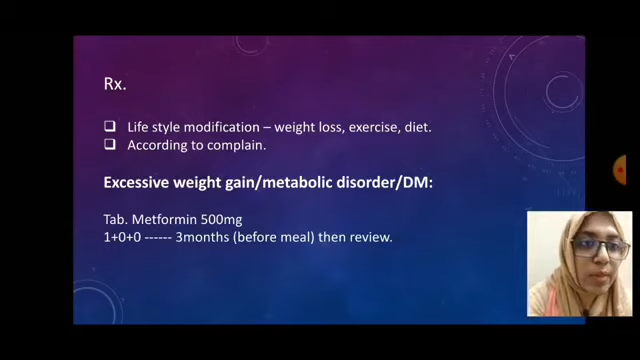 Rx.
❑ Life style modification – weight loss, exercise, diet.
❑ According to complain.
Excessive weight gain/metabolic disorder/DM:
Tab. Metformin 500mg
1+0+0 ------ 3months (before meal) then review.